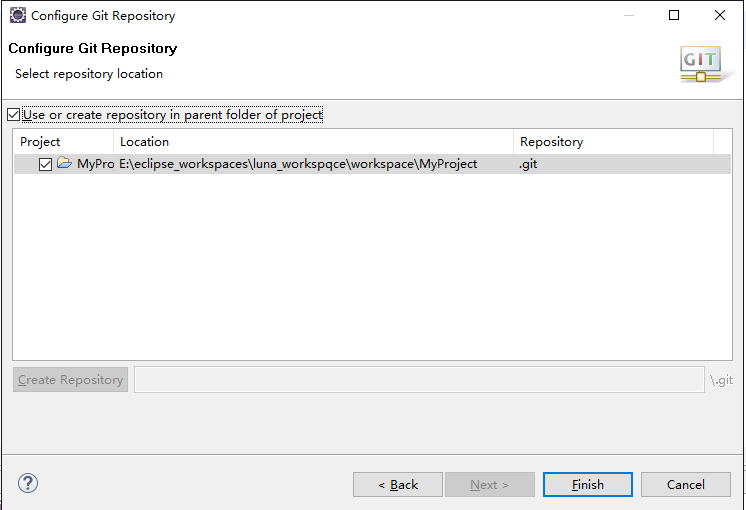 Configure Git Repository
Configure Git Repository
Select repository location
GIT
Use or create repository in parent folder of project
Project Location Repository
MyPro E:\eclipse_workspaces\luna_workspqce\workspace\MyProject .git
Create Repository \.git
? < Back Next > Finish Cancel